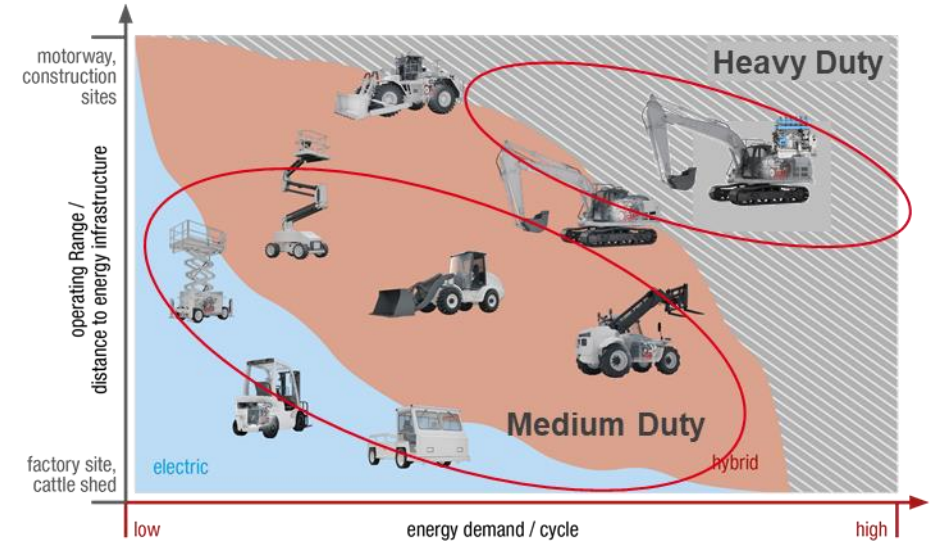 motorway,
construction
sites
Heavy Duty
operating Range /
distance to energy infrastructure
Medium Duty
factory site,
cattle shed
electric
hybrid
low
energy demand / cycle
high